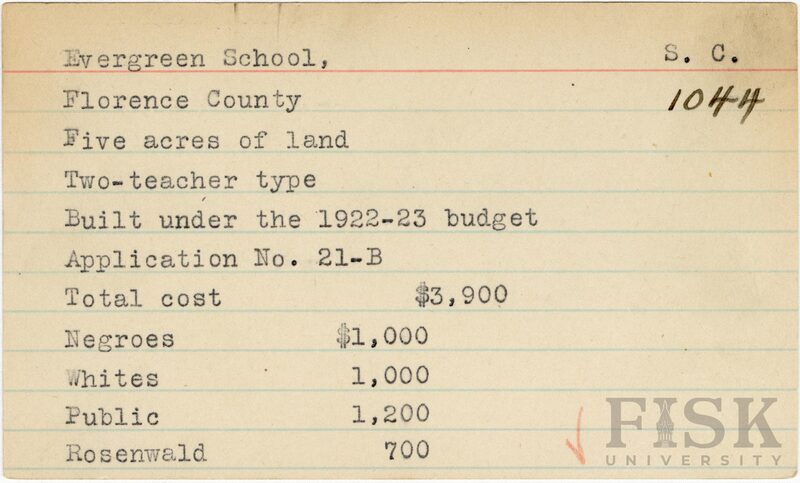 Evergreen School, S. C.
Florence County 1044
Five acres of land
Two-teacher type
Built under the 1922-23 budget
Application No. 21-B
Total cost $3,900
Negroes $1,000
Whites 1,000
Public 1,200
Rosenwald 700
FISK
UNIVERSITY